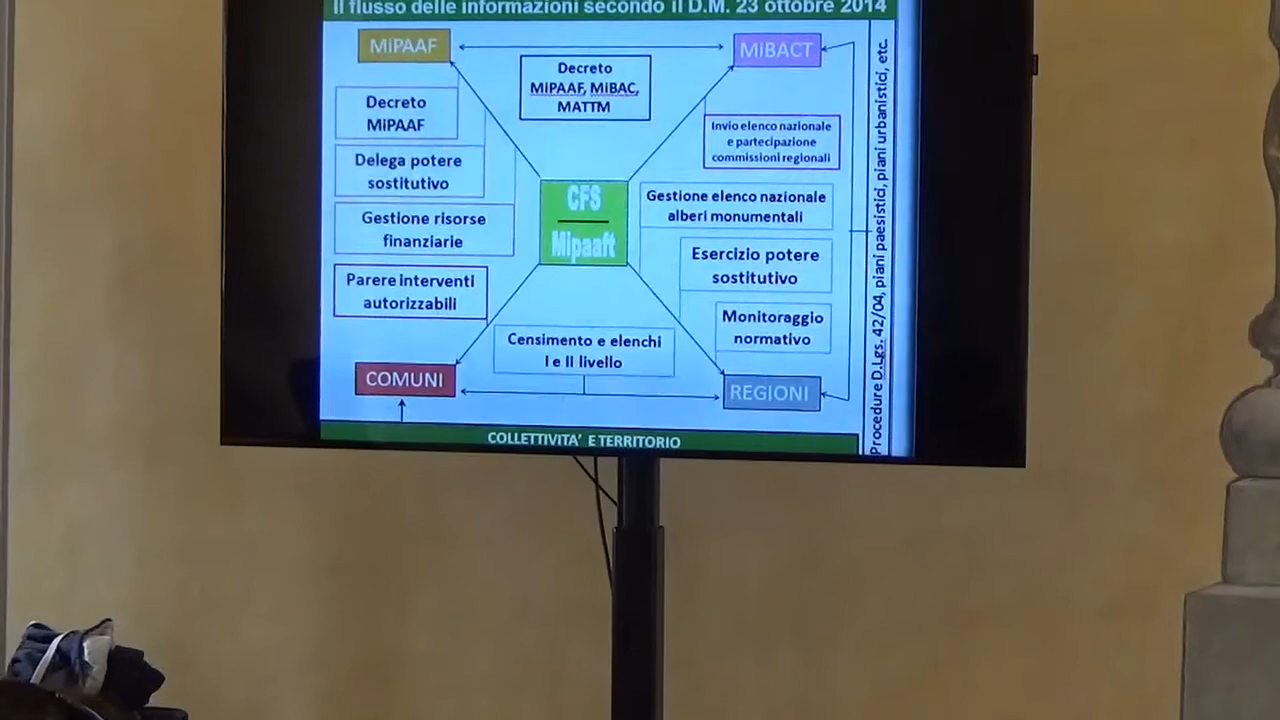 Il flusso delle informazioni secondo il D.M. 23 ottobre 2014
MiPAAF
MiBACT
Decreto
MiPAAF, MiBAC,
MATTM
Decreto
MiPAAF
Invio elenco nazionale
e partecipazione
commissioni regionali
Delega potere
sostitutivo
CFS
Mipaaft
Gestione elenco nazionale
alberi monumentali
Gestione risorse
finanziarie
Esercizio potere
sostitutivo
Parere interventi
autorizzabili
Monitoraggio
normativo
Censimento e elenchi
I e II livello
COMUNI
REGIONI
COLLETTIVITA' E TERRITORIO
Procedure D.Lgs. 42/04, piani paesistici, piani urbanistici, etc.